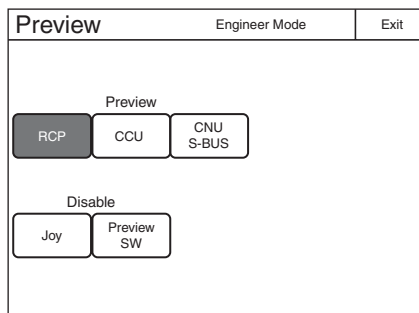 Preview Engineer Mode Exit
Preview
RCP CCU CNU
S-BUS
Disable
Joy Preview
SW